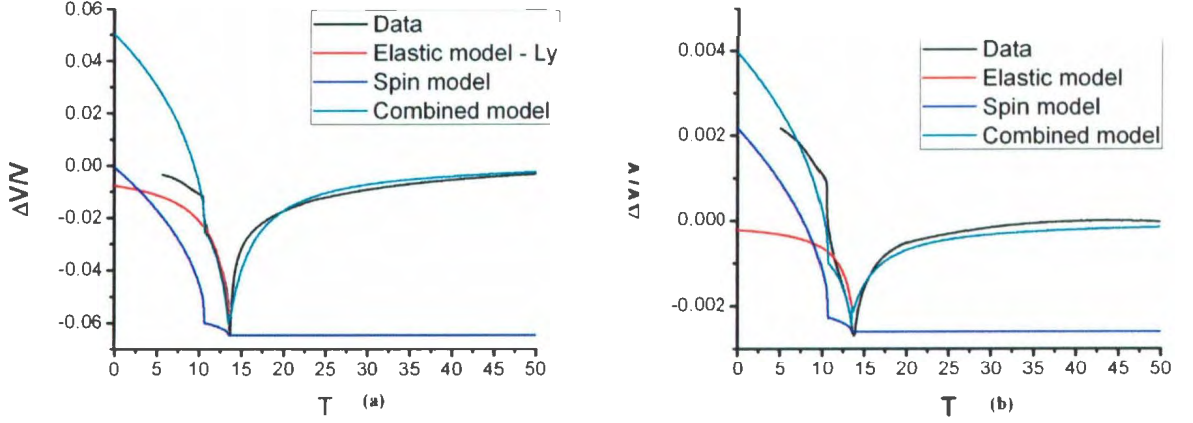 0.06
0.04
0.02
0.00
-0.02
-0.04
-0.06
ΔV/V
Data
Elastic model - Ly
Spin model
Combined model
0 5 10 15 20 25 30 35 40 45 50
T (a)
0.004
0.002
0.000
-0.002
ΔV/V
Data
Elastic model
Spin model
Combined model
0 5 10 15 20 25 30 35 40 45 50
T (b)